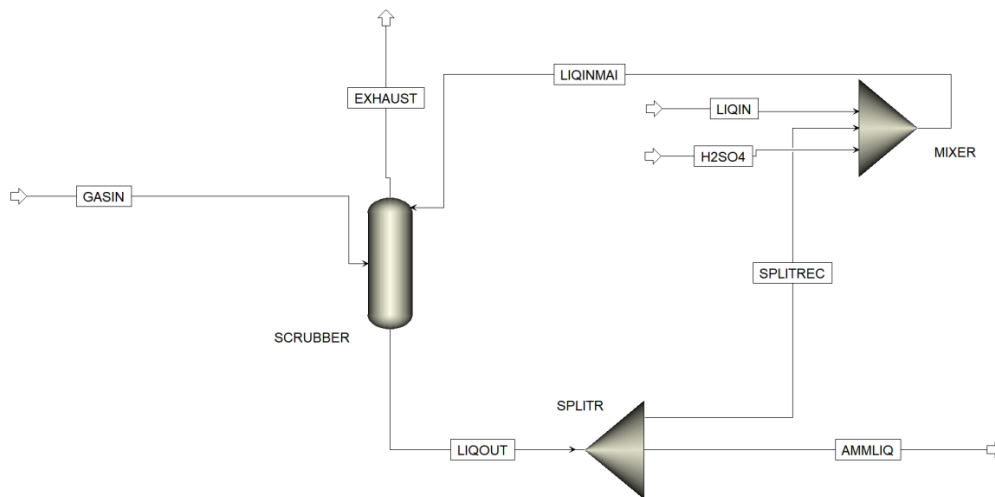 LIQINMAI
EXHAUST
LIQIN
MIXER
H2SO4
GASIN
SPLITREC
SCRUBBER
SPLITR
LIQOUT
AMMLIQ